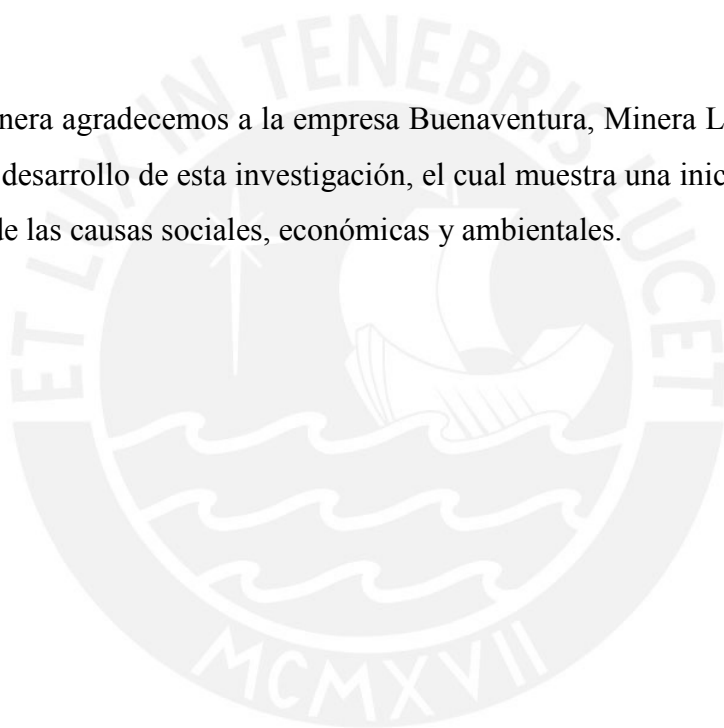 nera agradecemos a la empresa Buenaventura, Minera L
desarrollo de esta investigación, el cual muestra una inic
de las causas sociales, económicas y ambientales.
ET LUX IN TENEBRIS LUCET
MCMXVII